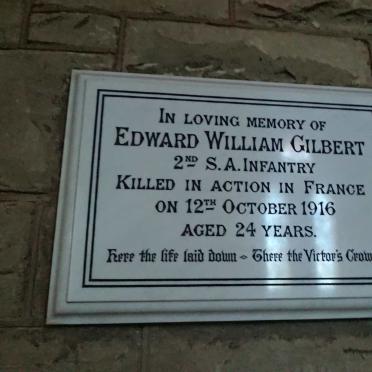 IN LOVING MEMORY OF
EDWARD WILLIAM GILBERT
2ND S.A. INFANTRY
KILLED IN ACTION IN FRANCE
ON 12TH OCTOBER 1916
AGED 24 YEARS.
Here the life laid down ~ There the Victor's Crow